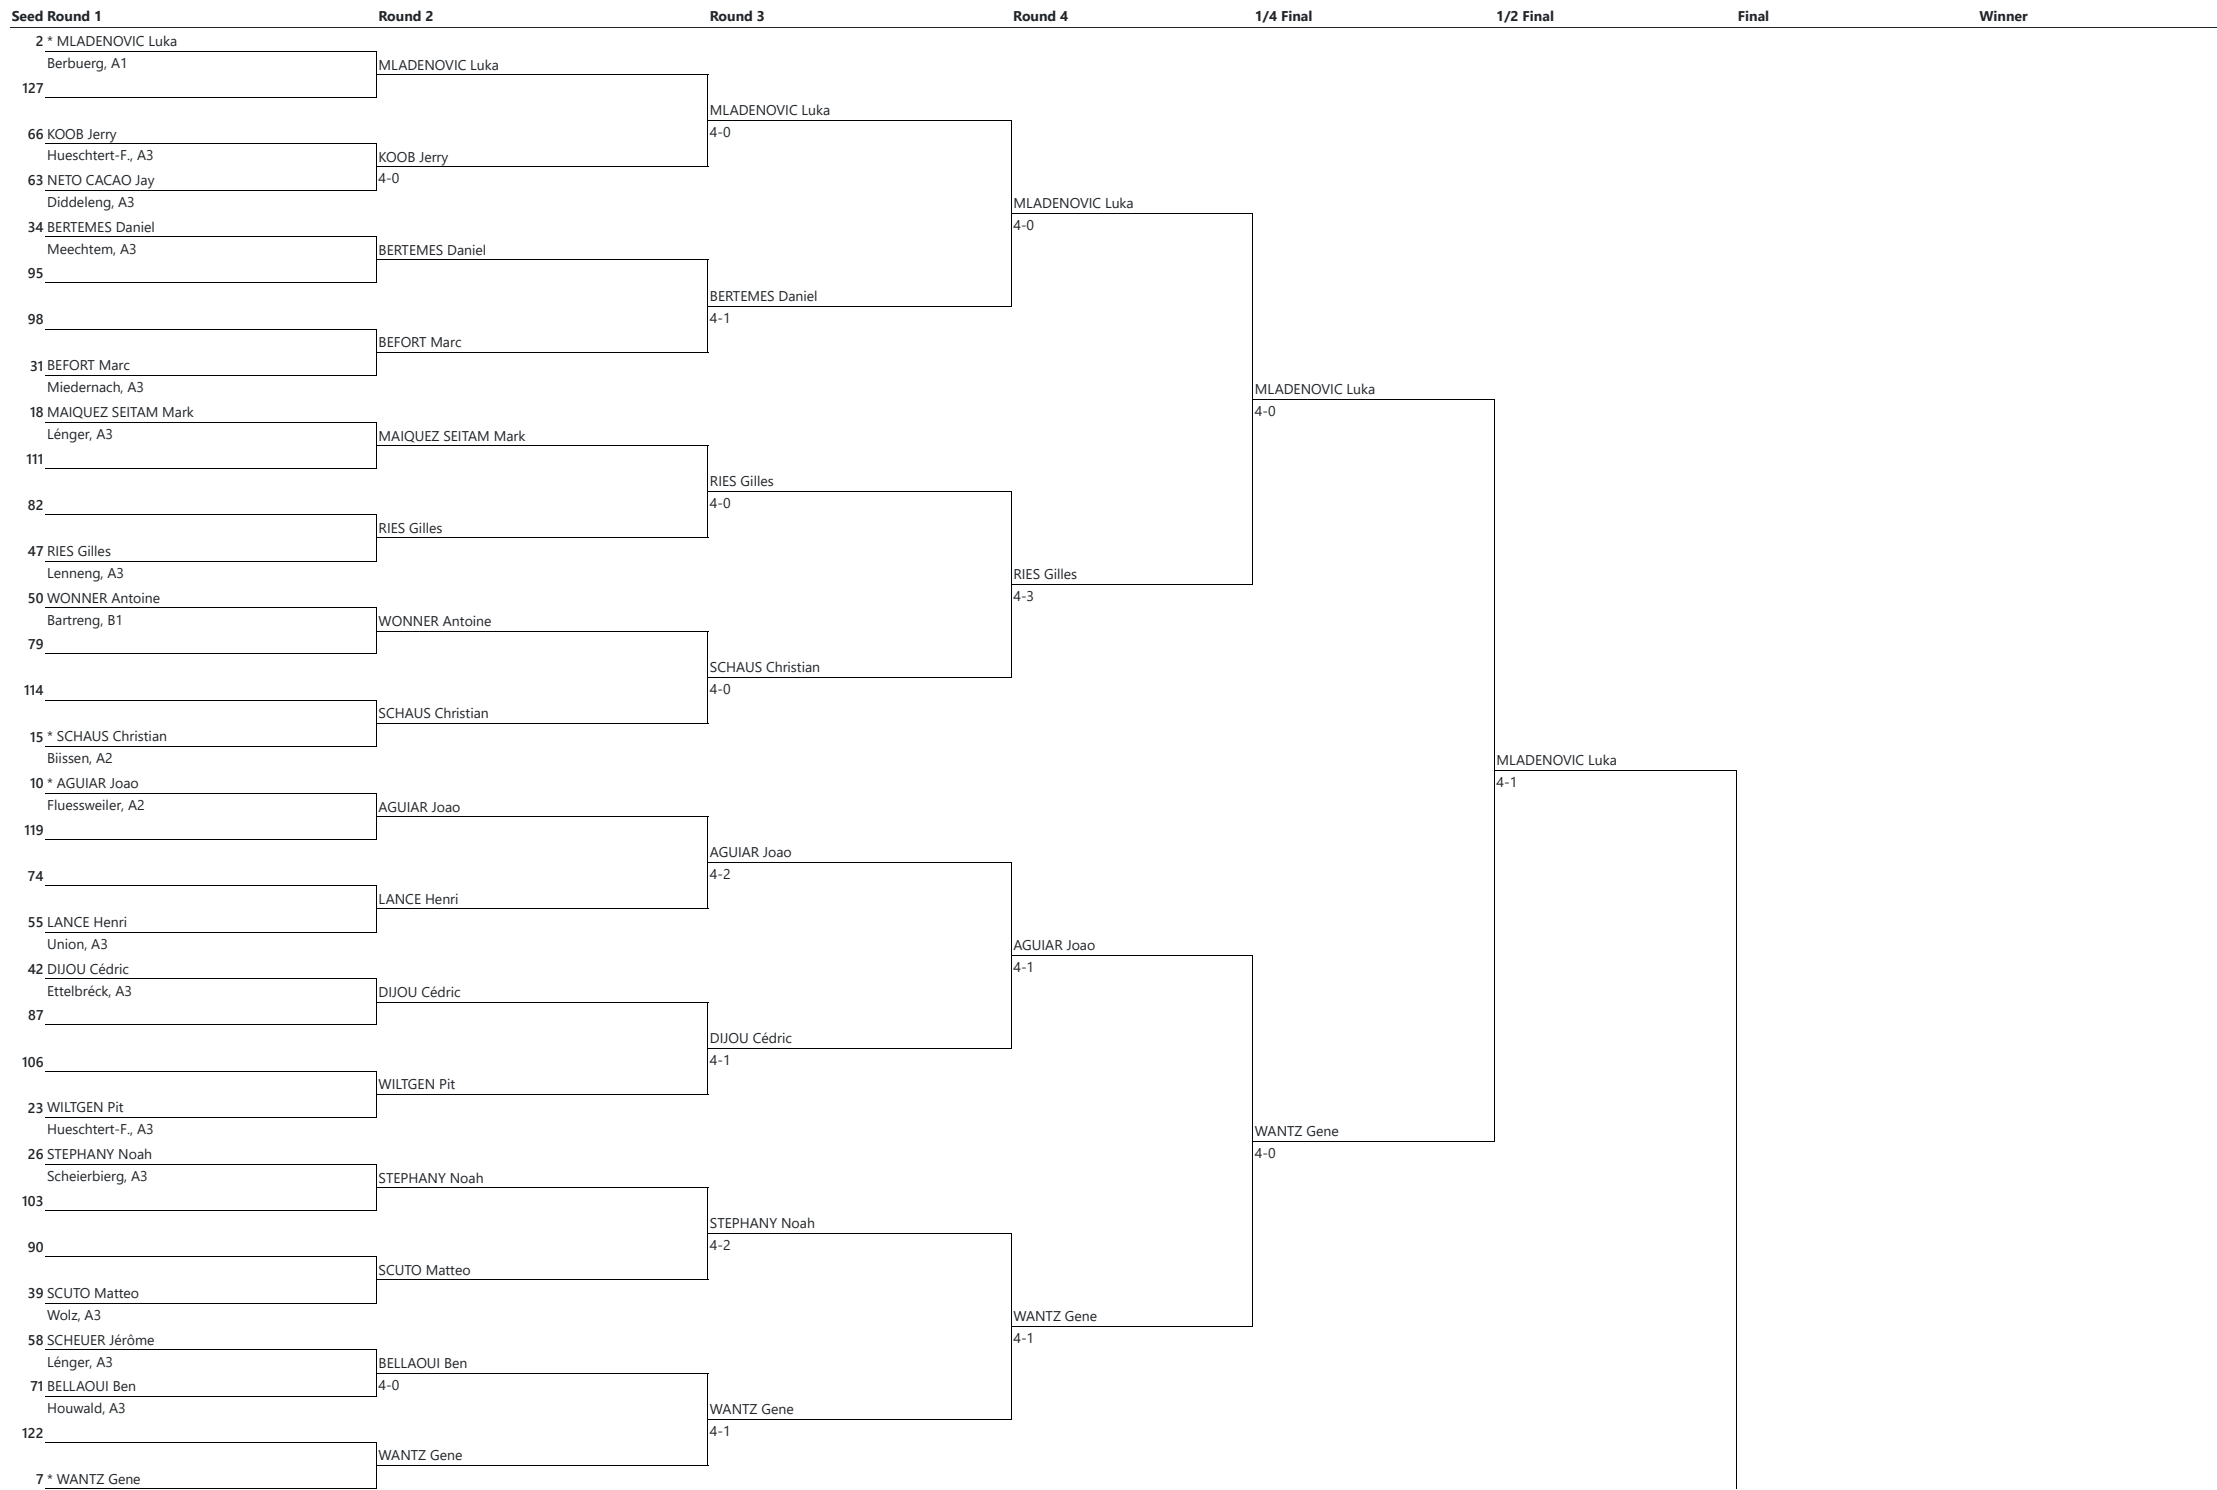 Seed Round 1 Round 2 Round 3 Round 4 1/4 Final 1/2 Final Final Winner
2 * MLADENOVIC Luka
Berbuerg, A1
MLADENOVIC Luka
127
MLADENOVIC Luka
4-0
66 KOOB Jerry
Hueschtert-F., A3
KOOB Jerry
4-0
63 NETO CACAO Jay
Diddeleng, A3
MLADENOVIC Luka
4-0
34 BERTEMES Daniel
Meechtem, A3
BERTEMES Daniel
95
BERTEMES Daniel
4-1
98
BEFORT Marc
31 BEFORT Marc
Miedernach, A3
MLADENOVIC Luka
4-0
18 MAIQUEZ SEITAM Mark
Lénger, A3
MAIQUEZ SEITAM Mark
111
RIES Gilles
4-0
82
RIES Gilles
47 RIES Gilles
Lenneng, A3
RIES Gilles
4-3
50 WONNER Antoine
Bartreng, B1
WONNER Antoine
79
SCHAUS Christian
4-0
114
SCHAUS Christian
15 * SCHAUS Christian
Biissen, A2
MLADENOVIC Luka
4-1
10 * AGUIAR Joao
Fluessweiler, A2
AGUIAR Joao
119
AGUIAR Joao
4-2
74
LANCE Henri
55 LANCE Henri
Union, A3
AGUIAR Joao
4-1
42 DIJOU Cédric
Ettelbréck, A3
DIJOU Cédric
87
DIJOU Cédric
4-1
106
WILTGEN Pit
23 WILTGEN Pit
Hueschtert-F., A3
WANTZ Gene
4-0
26 STEPHANY Noah
Scheierbierg, A3
STEPHANY Noah
103
STEPHANY Noah
4-2
90
SCUTO Matteo
39 SCUTO Matteo
Wolz, A3
WANTZ Gene
4-1
58 SCHEUER Jérôme
Lénger, A3
BELLAOUI Ben
4-0
71 BELLAOUI Ben
Houwald, A3
WANTZ Gene
4-1
122
WANTZ Gene
7 * WANTZ Gene